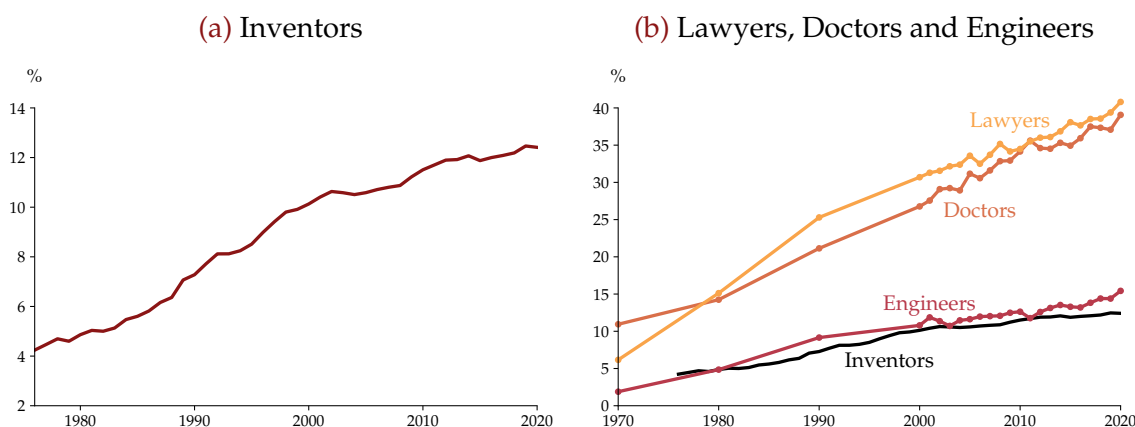 (a) Inventors
%
14
12
10
8
6
4
2
1980 1990 2000 2010 2020
(b) Lawyers, Doctors and Engineers
%
40
35
30
25
20
15
10
5
0
1970 1980 1990 2000 2010 2020
Lawyers
Doctors
Engineers
Inventors